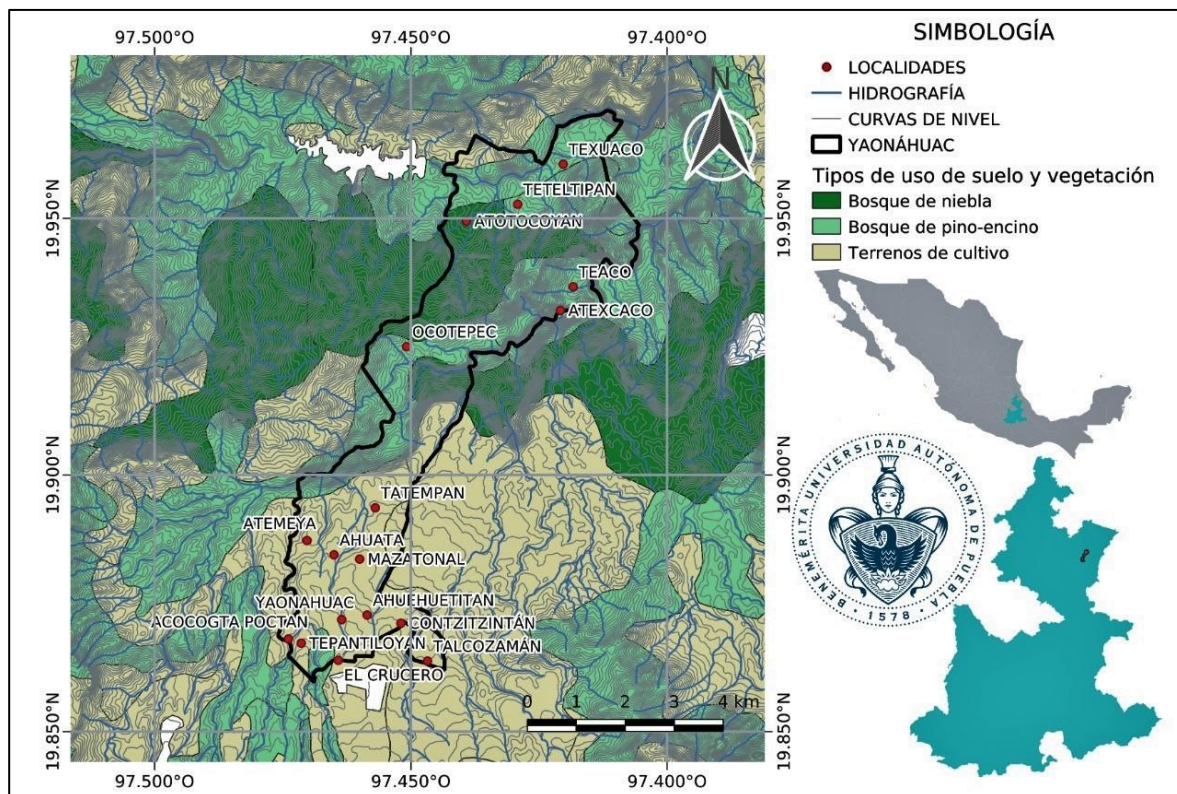 97.500°O 97.450°O 97.400°O
19.950°N
19.900°N
19.850°N
N
TEXUACO
TETELTIPAN
ATOTOCOYAN
TEACO
ATEXCACO
OCOTEPEC
TATEMPAN
ATEMEYA
AHUATA
MAZATONAL
YAONAHUAC
AHUEHUETITAN
ACOCOGTA POCTAN
CONTZITZINTÁN
TEPANTILOYAN
TALCOZAMÁN
EL CRUCERO
0 1 2 3 4 km
19.950°N
19.900°N
19.850°N
97.500°O 97.450°O 97.400°O
SIMBOLOGÍA
LOCALIDADES
HIDROGRAFÍA
CURVAS DE NIVEL
YAONÁHUAC
Tipos de uso de suelo y vegetación
Bosque de niebla
Bosque de pino-encino
Terrenos de cultivo
BENEMÉRITA UNIVERSIDAD AUTÓNOMA DE PUEBLA
1578